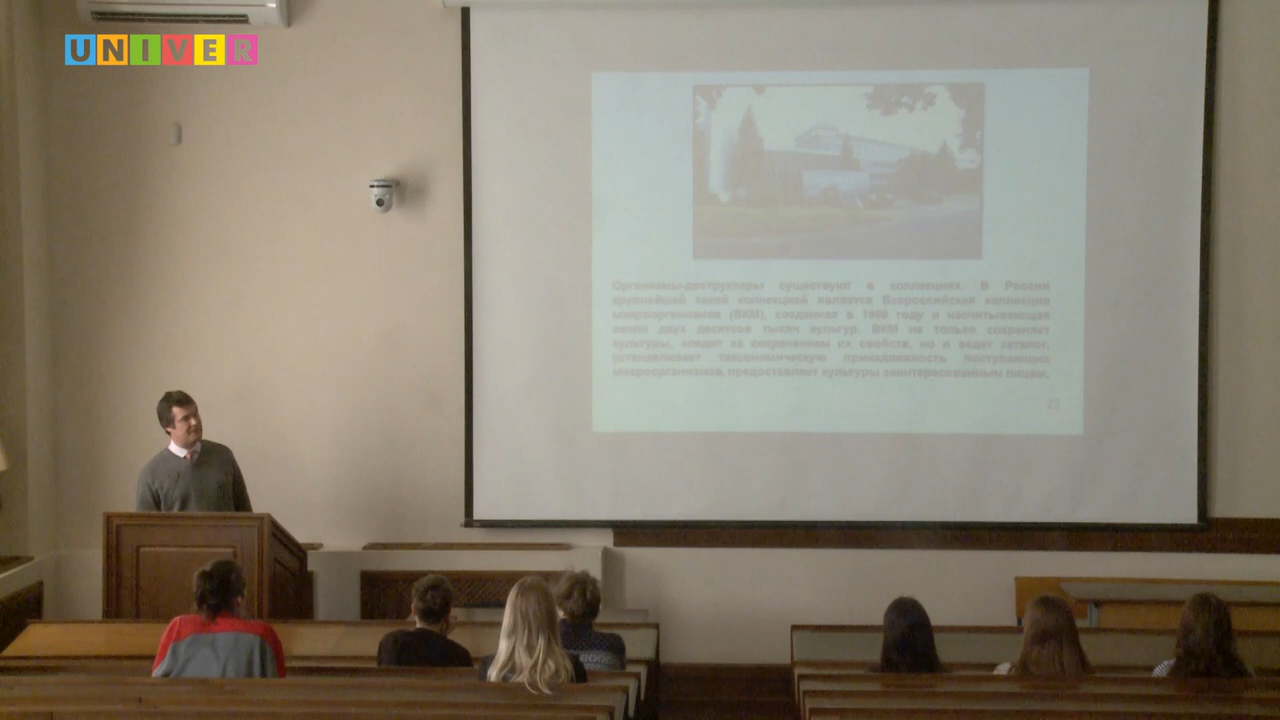 UNIVER
Организмы-деструкторы существуют в коллекциях. В России
крупнейшей такой коллекцией является Всероссийская коллекция
микроорганизмов (ВКМ), созданная в году и насчитывающая
около двух десятков тысяч культур. ВКМ не только сохраняет
культуры, следит за сохранением их свойств, но и ведет каталог,
устанавливает таксономическую принадлежность поступающих
микроорганизмов, предоставляет культуры заинтересованным лицам.